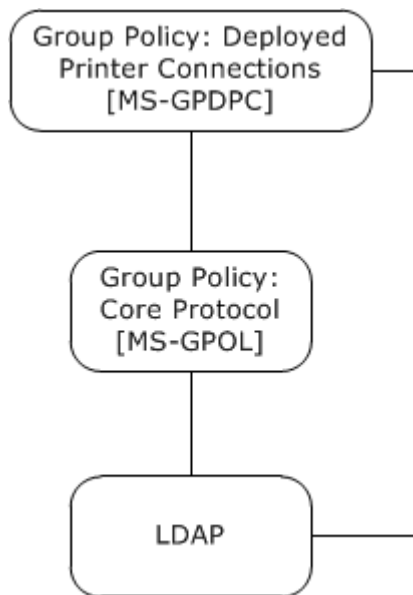 Group Policy: Deployed
Printer Connections
[MS-GPDPC]
Group Policy:
Core Protocol
[MS-GPOL]
LDAP